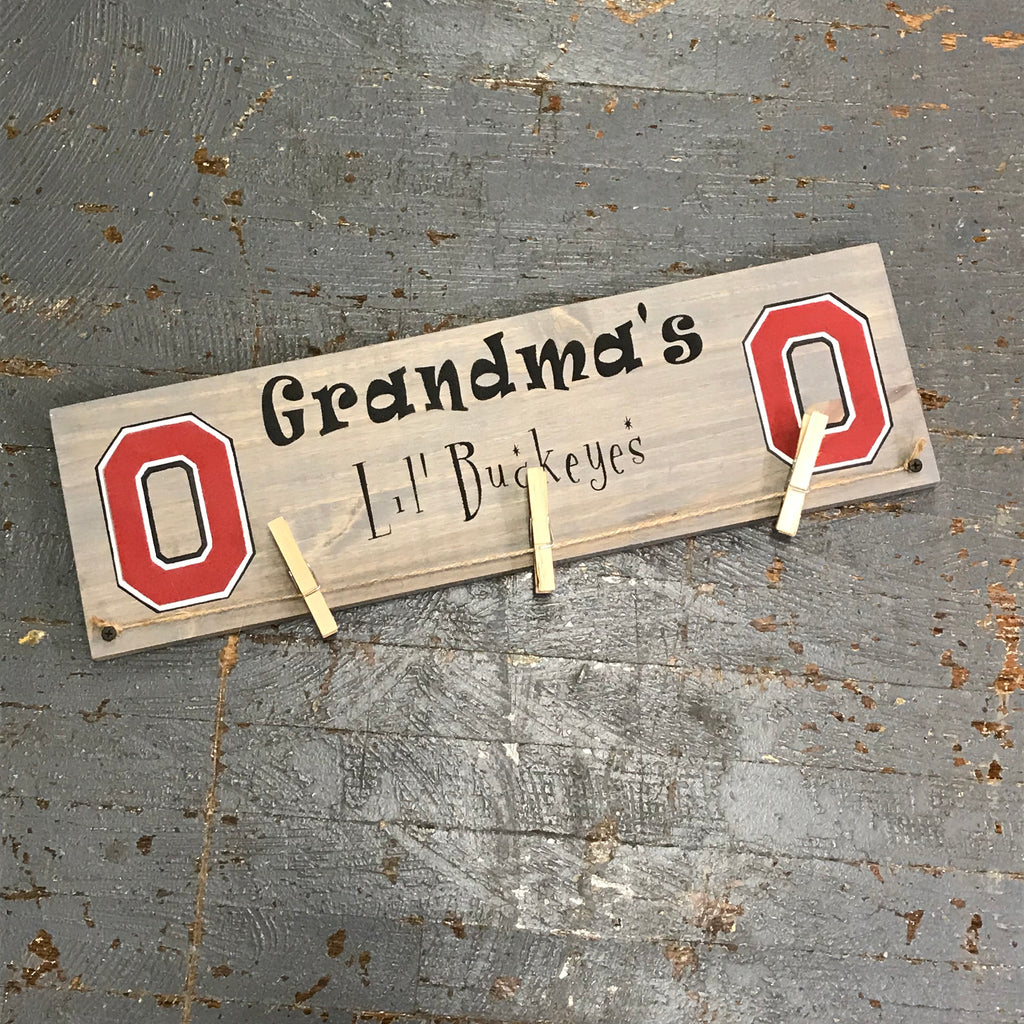 O Grandma's O
Lil' Buckeyes